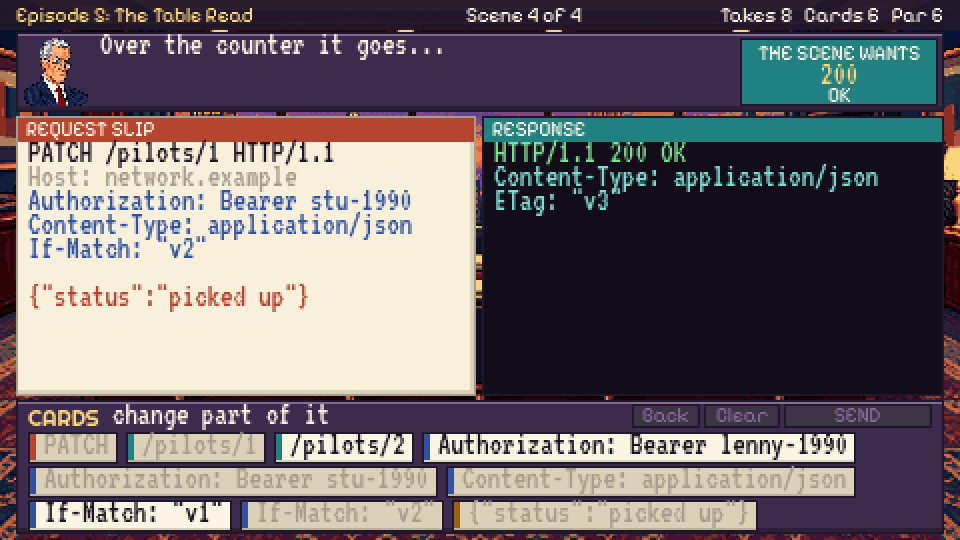 Episode S: The Table Read
Scene 4 of 4
Takes 8 Cards 6 Par 6
Over the counter it goes...
THE SCENE WANTS
200
OK
REQUEST SLIP
PATCH /pilots/1 HTTP/1.1
Host: network.example
Authorization: Bearer stu-1990
Content-Type: application/json
If-Match: "v2"
{"status":"picked up"}
RESPONSE
HTTP/1.1 200 OK
Content-Type: application/json
ETag: "v3"
CARDS change part of it
Back Clear SEND
PATCH /pilots/1 /pilots/2 Authorization: Bearer lenny-1990
Authorization: Bearer stu-1990 Content-Type: application/json
If-Match: "v1" If-Match: "v2" {"status":"picked up"}